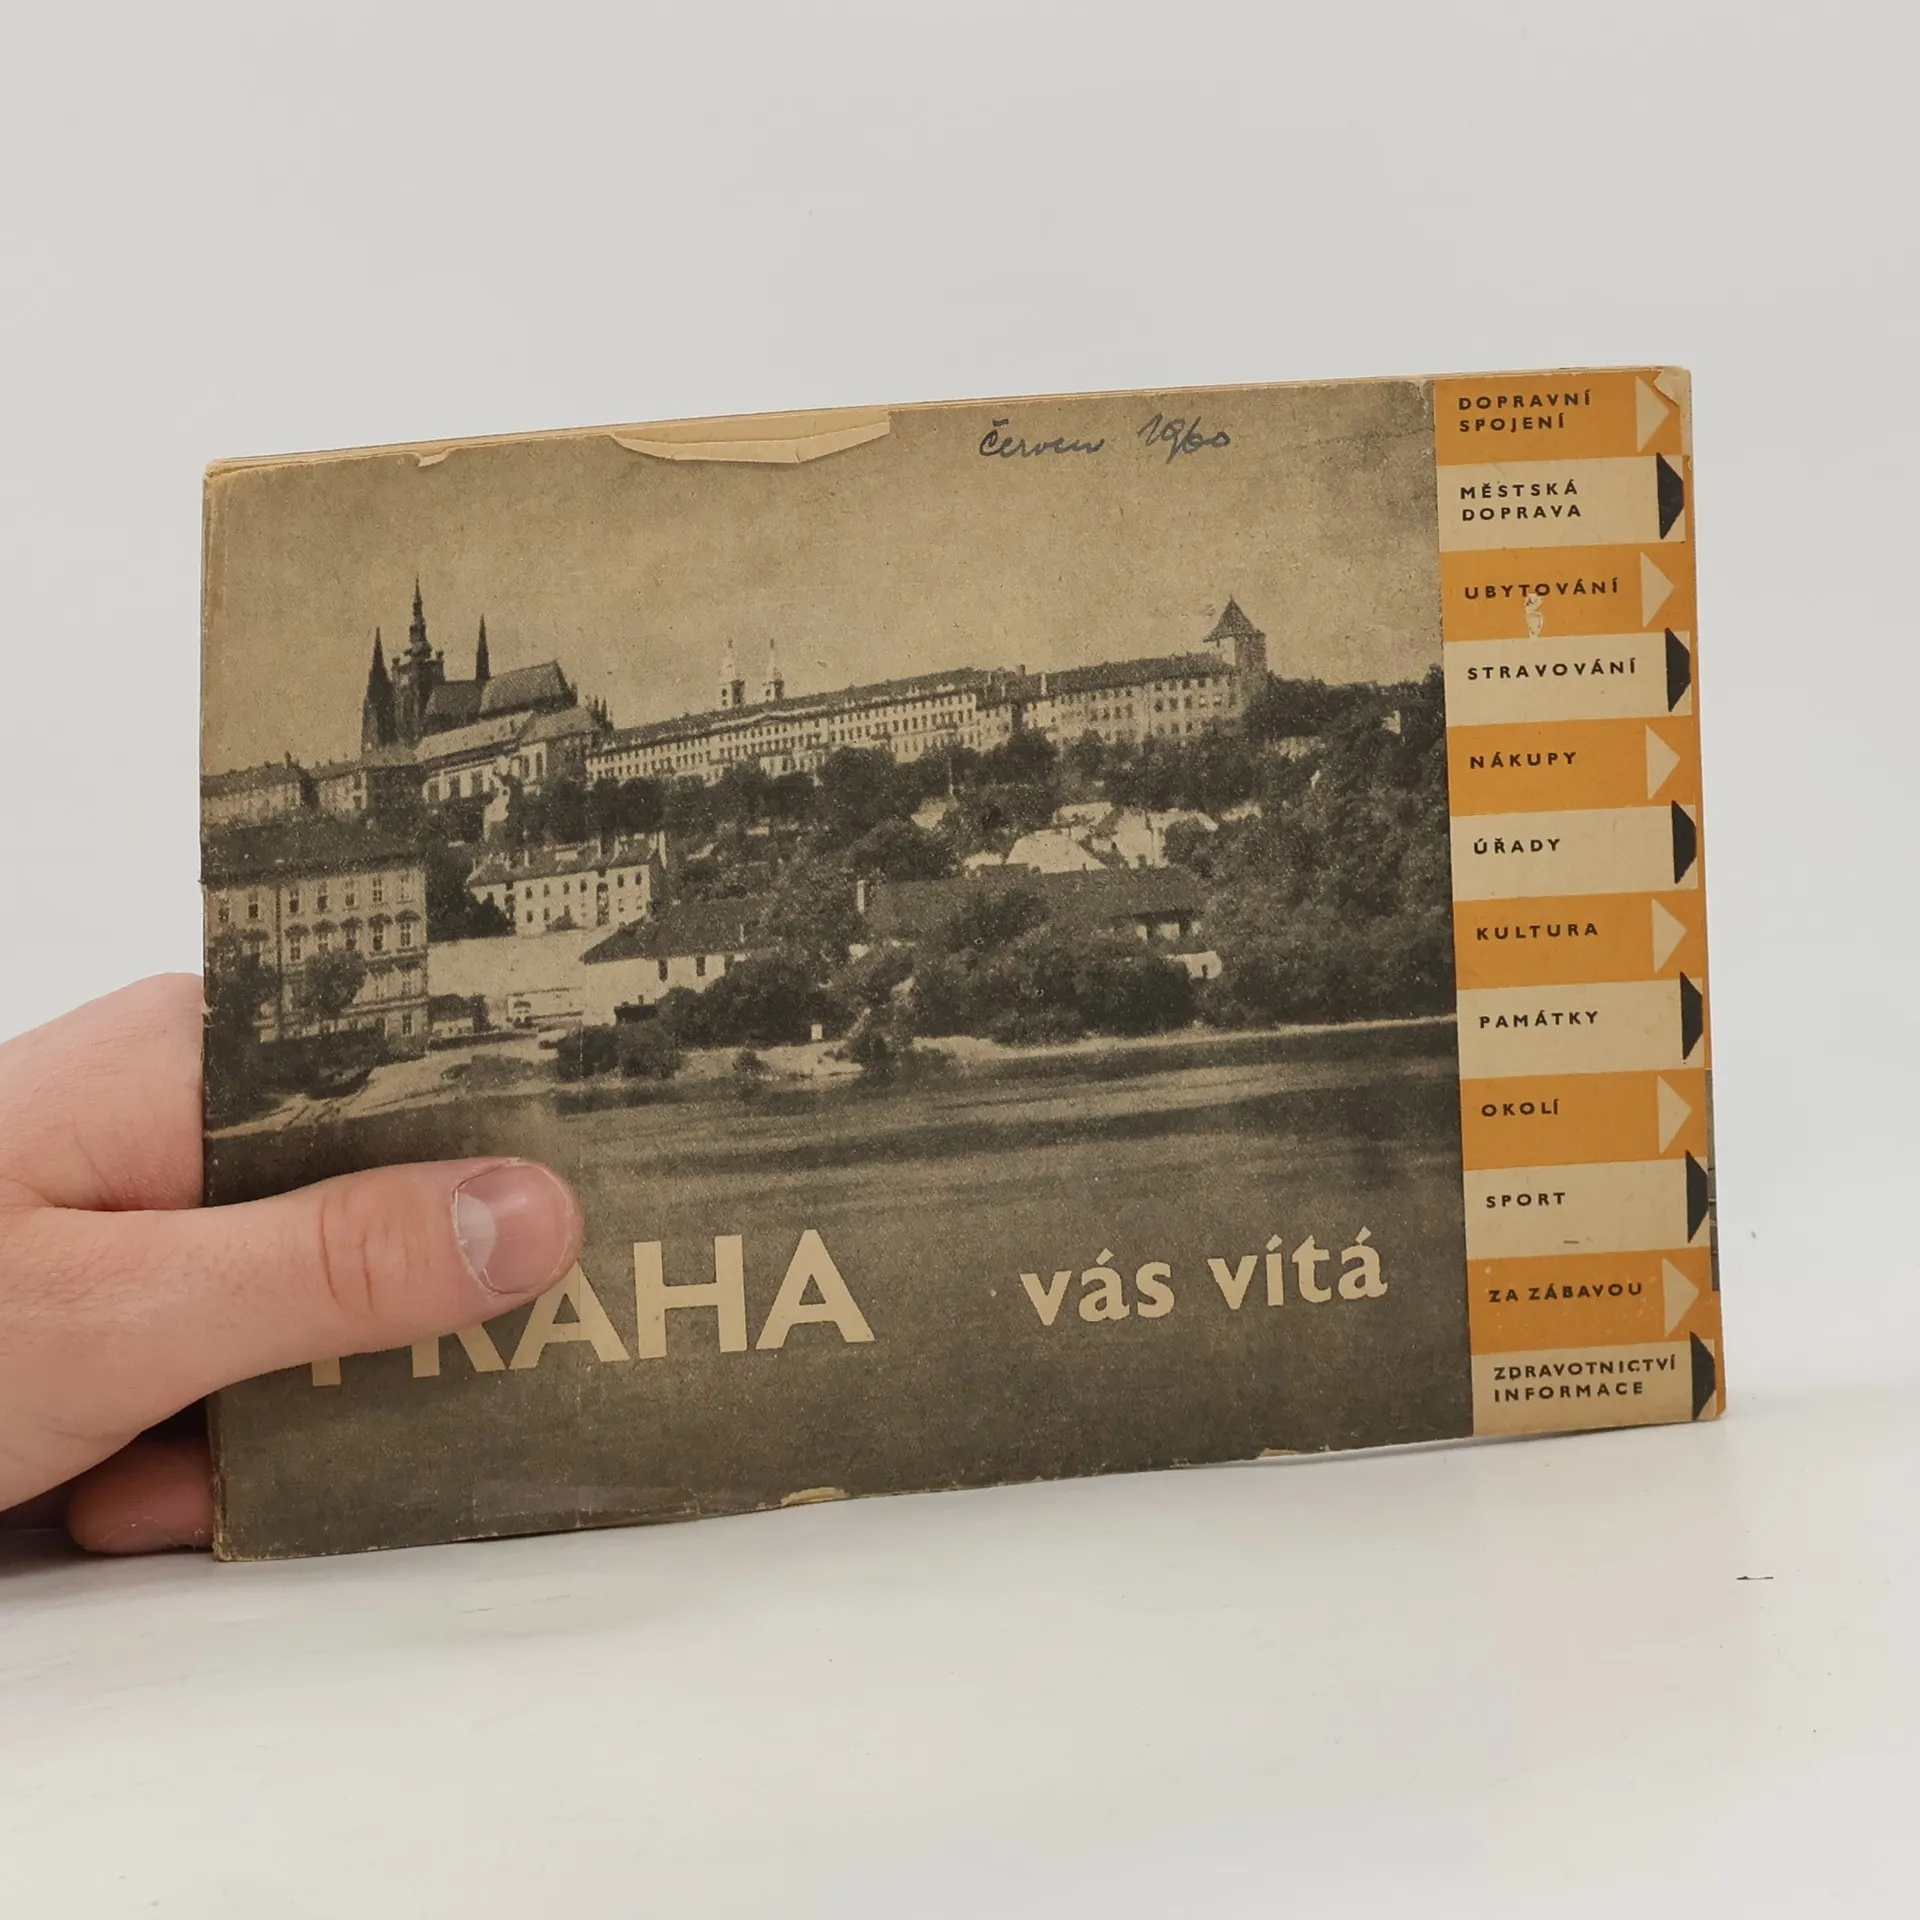 červen 1960
DOPRAVNÍ
SPOJENÍ
MĚSTSKÁ
DOPRAVA
UBYTOVÁNÍ
STRAVOVÁNÍ
NÁKUPY
ÚŘADY
KULTURA
PAMÁTKY
OKOLÍ
SPORT
ZA ZÁBAVOU
ZDRAVOTNICTVÍ
INFORMACE
PRAHA vás vítá